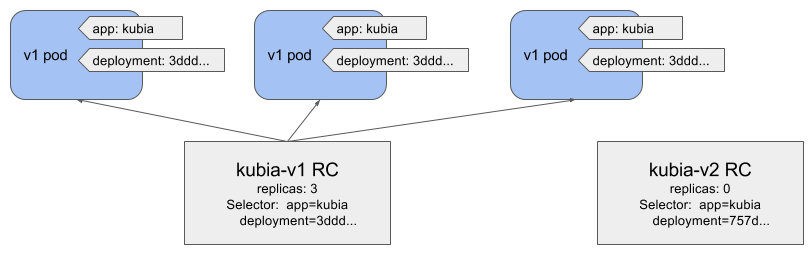 app: kubia
v1 pod
deployment: 3ddd...
app: kubia
v1 pod
deployment: 3ddd...
app: kubia
v1 pod
deployment: 3ddd...
kubia-v1 RC
replicas: 3
Selector: app=kubia
deployment=3ddd...
kubia-v2 RC
replicas: 0
Selector: app=kubia
deployment=757d...